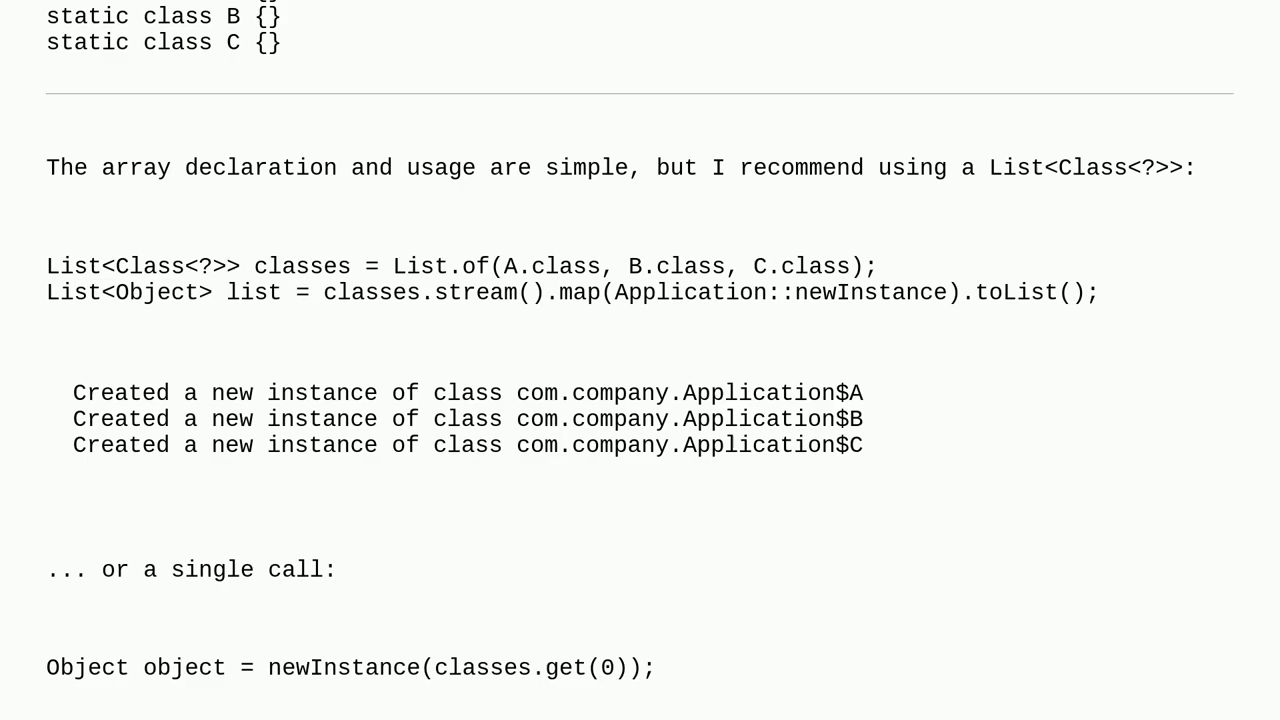 static class B {}
static class C {}
The array declaration and usage are simple, but I recommend using a List<Class<?>>:
List<Class<?>> classes = List.of(A.class, B.class, C.class);
List<Object> list = classes.stream().map(Application::newInstance).toList();
Created a new instance of class com.company.Application$A
Created a new instance of class com.company.Application$B
Created a new instance of class com.company.Application$C
... or a single call:
Object object = newInstance(classes.get(0));